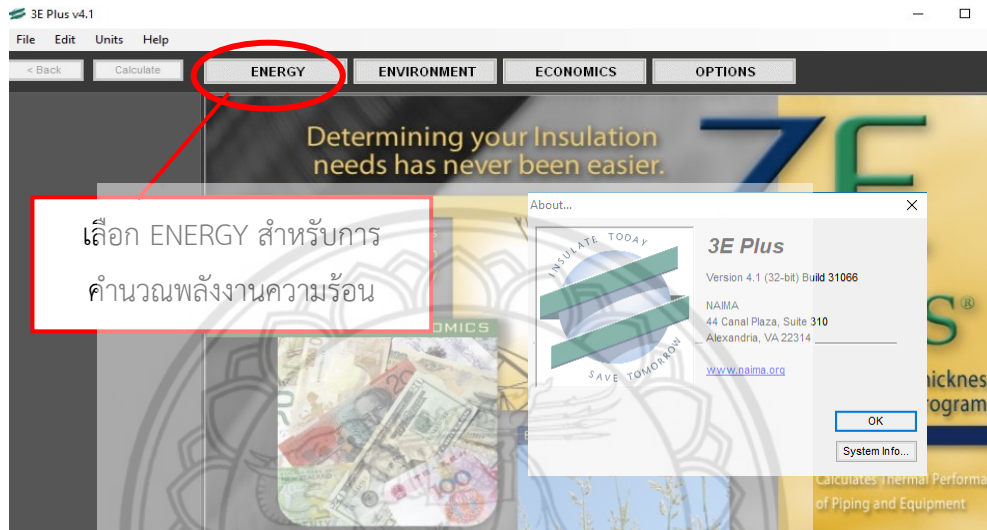 3E Plus v4.1
File Edit Units Help
< Back Calculate ENERGY ENVIRONMENT ECONOMICS OPTIONS
Determining your Insulation
needs has never been easier.
3E
เลือก ENERGY สำหรับการ
คำนวณพลังงานความร้อน
About...
INSULATE TODAY
SAVE TOMORROW
3E Plus
Version 4.1 (32-bit) Build 31066
NAIMA
44 Canal Plaza, Suite 310
Alexandria, VA 22314
www.naima.org
OK
System Info...
OMICS
S®
hicknes
rogram
Calculates Thermal Performa
of Piping and Equipment